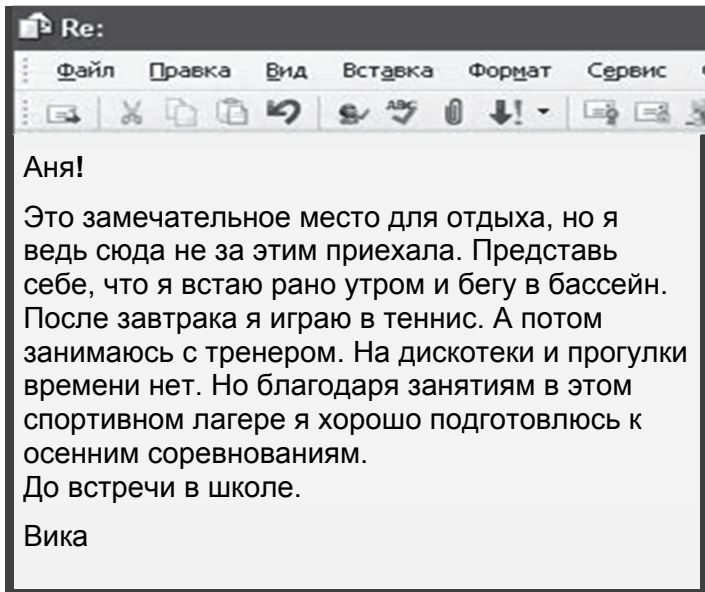 Re:
Файл Правка Вид Вставка Формат Сервис
ABC
Аня!
Это замечательное место для отдыха, но я
ведь сюда не за этим приехала. Представь
себе, что я встаю рано утром и бегу в бассейн.
После завтрака я играю в теннис. А потом
занимаюсь с тренером. На дискотеки и прогулки
времени нет. Но благодаря занятиям в этом
спортивном лагере я хорошо подготовлюсь к
осенним соревнованиям.
До встречи в школе.
Вика